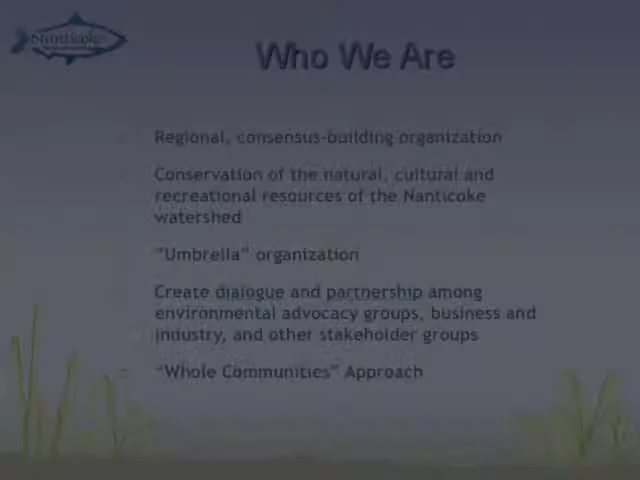 Nanticoke
Who We Are
Regional, consensus-building organization
Conservation of the natural, cultural and
recreational resources of the Nanticoke
watershed
"Umbrella" organization
Create dialogue and partnership among
environmental advocacy groups, business and
industry, and other stakeholder groups
"Whole Communities" Approach